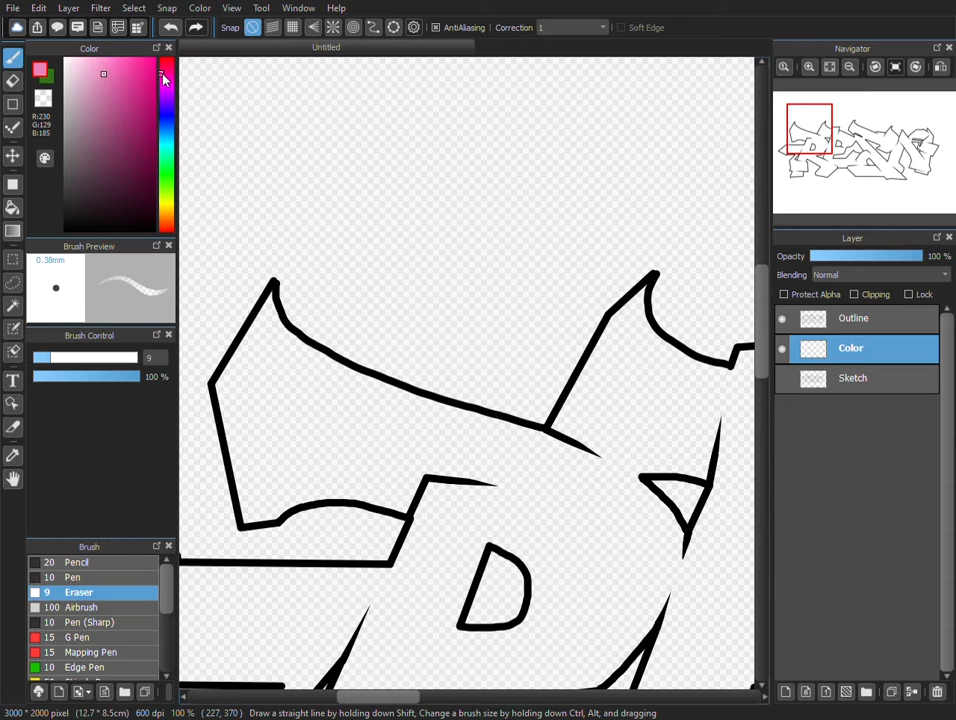 File Edit Layer Filter Select Snap Color View Tool Window Help
Snap AntiAliasing Correction 1 Soft Edge
Color
Untitled
Navigator
R:230
G:129
B:185
Brush Preview
0.38mm
Layer
Opacity 100 %
Blending Normal
Protect Alpha Clipping Lock
Outline
Color
Sketch
Brush Control
9
100 %
Brush
20 Pencil
10 Pen
9 Eraser
100 Airbrush
10 Pen (Sharp)
15 G Pen
15 Mapping Pen
10 Edge Pen
3000 * 2000 pixel (12.7 * 8.5cm) 600 dpi 100 % ( 227, 370 ) Draw a straight line by holding down Shift, Change a brush size by holding down Ctrl, Alt, and dragging